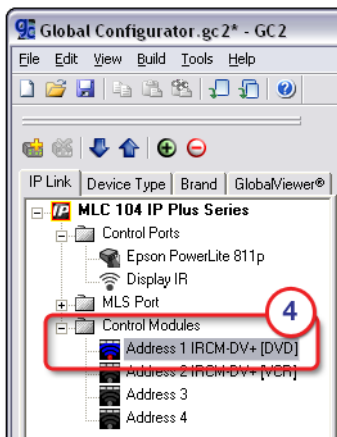 Global Configurator.gc2* - GC2
File Edit View Build Tools Help
IP Link Device Type Brand GlobalViewer®
IP MLC 104 IP Plus Series
Control Ports
Epson PowerLite 811p
Display IR
MLS Port
4
Control Modules
Address 1 IRCM-DV+ [DVD]
Address 2 IRCM-DV+ [VCR]
Address 3
Address 4